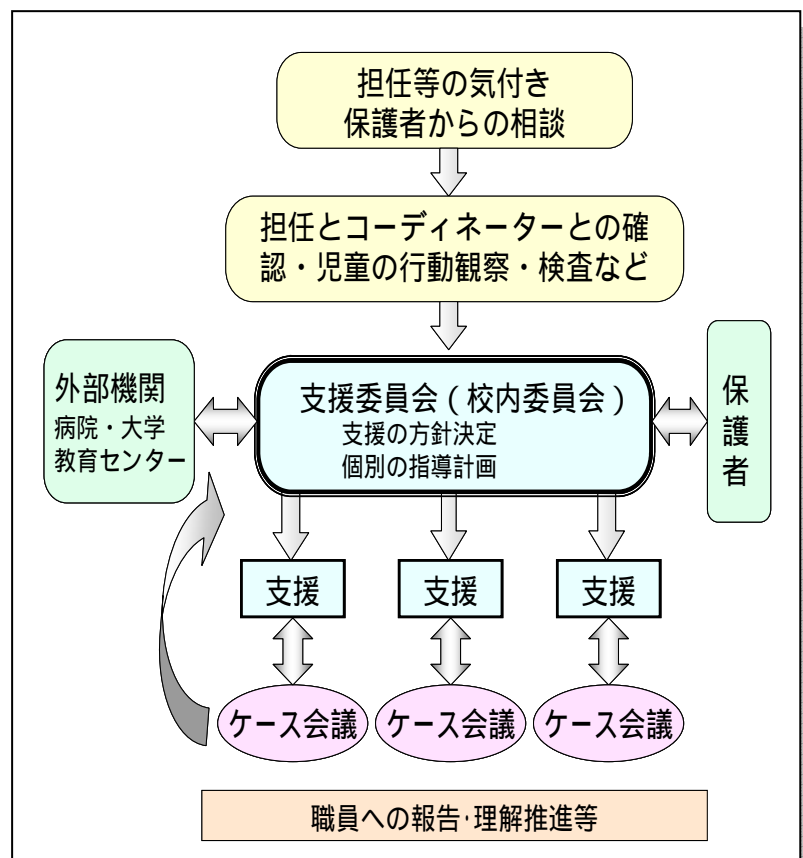 担任等の気付き
保護者からの相談
担任とコーディネーターとの確
認・児童の行動観察・検査など
外部機関
病院・大学
教育センター
支援委員会（校内委員会）
支援の方針決定
個別の指導計画
保護者
支援
支援
支援
ケース会議
ケース会議
ケース会議
職員への報告･理解推進等